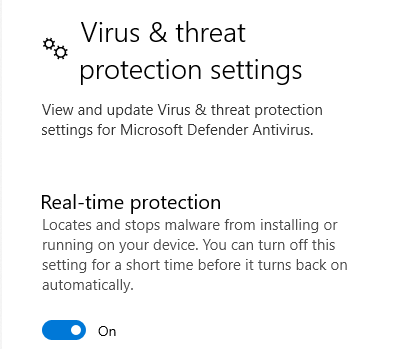 Virus & threat
protection settings
View and update Virus & threat protection
settings for Microsoft Defender Antivirus.
Real-time protection
Locates and stops malware from installing or
running on your device. You can turn off this
setting for a short time before it turns back on
automatically.
On